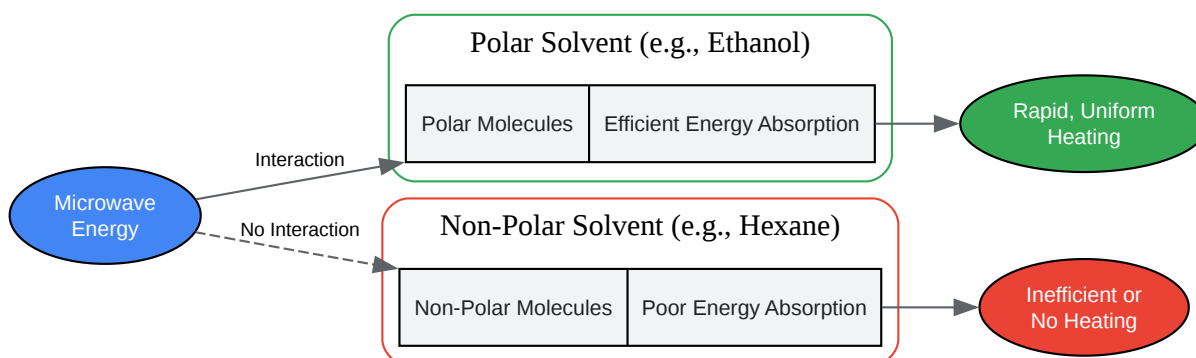 Polar Solvent (e.g., Ethanol)
Polar Molecules
Efficient Energy Absorption
Rapid, Uniform
Heating
Interaction
Microwave
Energy
No Interaction
Non-Polar Solvent (e.g., Hexane)
Non-Polar Molecules
Poor Energy Absorption
Inefficient or
No Heating